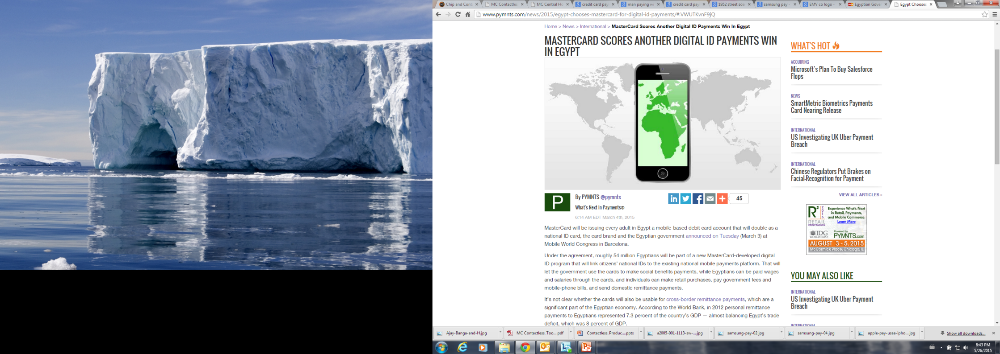 Chip and Cont
MC Contactless
MC Central Ho
credit card pay
man paying wi
credit card pay
1952 street sce
samsung pay -
EMV co logo -
Egyptian Gover
Egypt Chooses
www.pymnts.com/news/2015/egypt-chooses-mastercard-for-digital-id-payments/#.VWUTKvnF9jQ
Home > News > International > MasterCard Scores Another Digital ID Payments Win In Egypt
MASTERCARD SCORES ANOTHER DIGITAL ID PAYMENTS WIN
IN EGYPT
P
By PYMNTS @pymnts
What's Next In Payments®
6:14 AM EDT March 4th, 2015
in
45
MasterCard will be issuing every adult in Egypt a mobile-based debit card account that will double as a
national ID card, the card brand and the Egyptian government announced on Tuesday (March 3) at
Mobile World Congress in Barcelona.
Under the agreement, roughly 54 million Egyptians will be part of a new MasterCard-developed digital
ID program that will link citizens' national IDs to the existing national mobile payments platform. That will
let the government use the cards to make social benefits payments, while Egyptians can be paid wages
and salaries through the cards, and individuals can make retail purchases, pay government fees and
mobile-phone bills, and send domestic remittance payments.
It's not clear whether the cards will also be usable for cross-border remittance payments, which are a
significant part of the Egyptian economy. According to the World Bank, in 2012 personal remittance
payments to Egyptians represented 7.3 percent of the country's GDP — almost balancing Egypt's trade
deficit, which was 8 percent of GDP.
WHAT'S HOT
ACQUIRING
Microsoft's Plan To Buy Salesforce
Flops
NEWS
SmartMetric Biometrics Payments
Card Nearing Release
INTERNATIONAL
US Investigating UK Uber Payment
Breach
INTERNATIONAL
Chinese Regulators Put Brakes on
Facial-Recognition for Payment
VIEW ALL ARTICLES »
R2 2015
RETAIL
REINVENTION
Experience What's Next
in Retail, Payments,
and Mobile Commerce.
Learn More
IDG
WORLD EXPO
Powered by
PYMNTS.com
AUGUST 3 - 5, 2015
McCormick Place, Chicago, IL
YOU MAY ALSO LIKE
INTERNATIONAL
US Investigating UK Uber Payment
Breach
INTERNATIONAL
Ajay-Banga-and-H.jpg
MC Contactless_Too....pdf
Contactless_Produc....pptx
a2005-001-1113-sw-....jpg
samsung-pay-02.jpg
samsung-pay-04.jpg
apple-pay-usaa-ipho....jpg
Show all downloads...
8:43 PM
5/26/2015